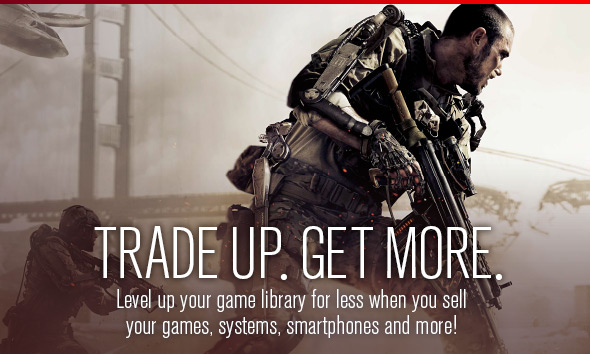 TRADE UP. GET MORE.
Level up your game library for less when you sell
your games, systems, smartphones and more!